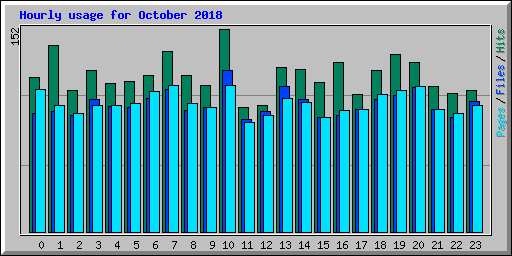 Hourly usage for October 2018
152
Pages/Files/Hits
0 1 2 3 4 5 6 7 8 9 10 11 12 13 14 15 16 17 18 19 20 21 22 23